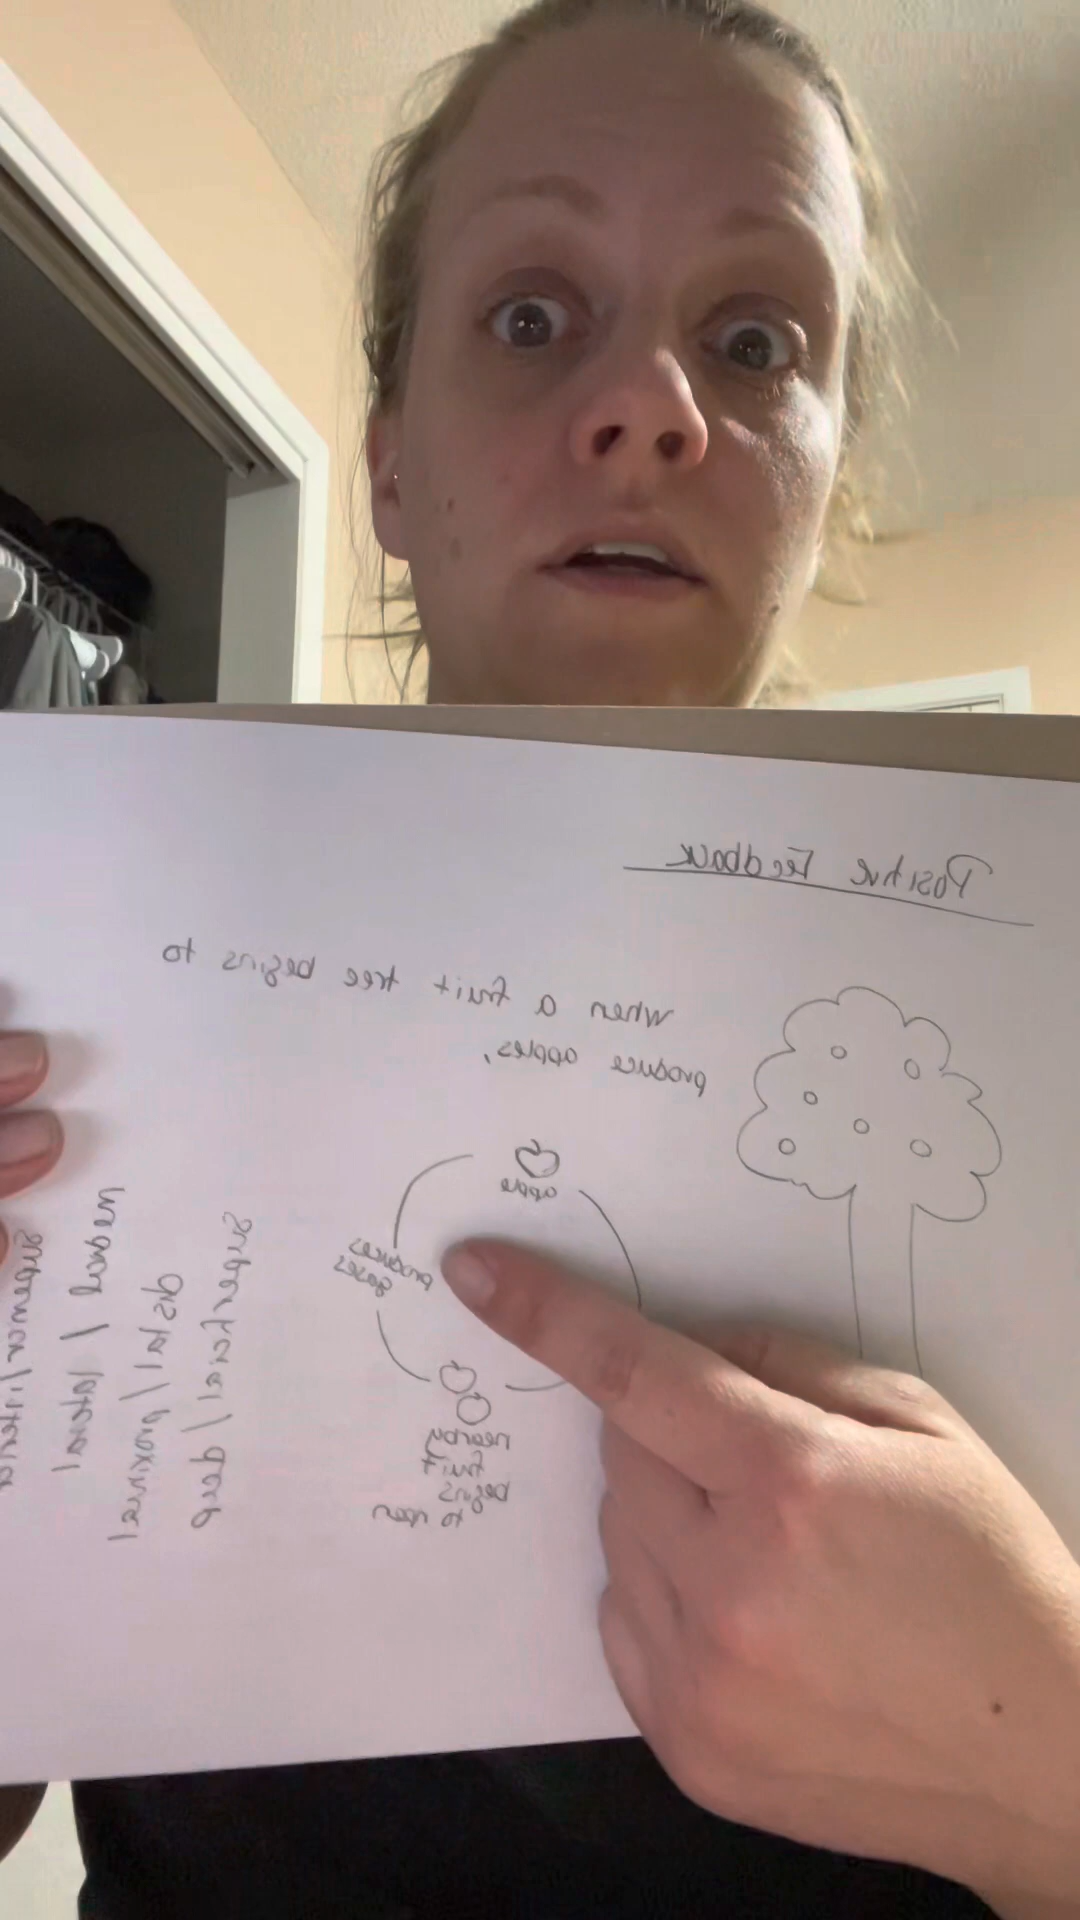 Positive Feedback
when a fruit tree begins to
produce apples,
apple
produces
gases
nearby
fruit
begins
to ripen
superficial / deep
distal / proximal
medial / lateral